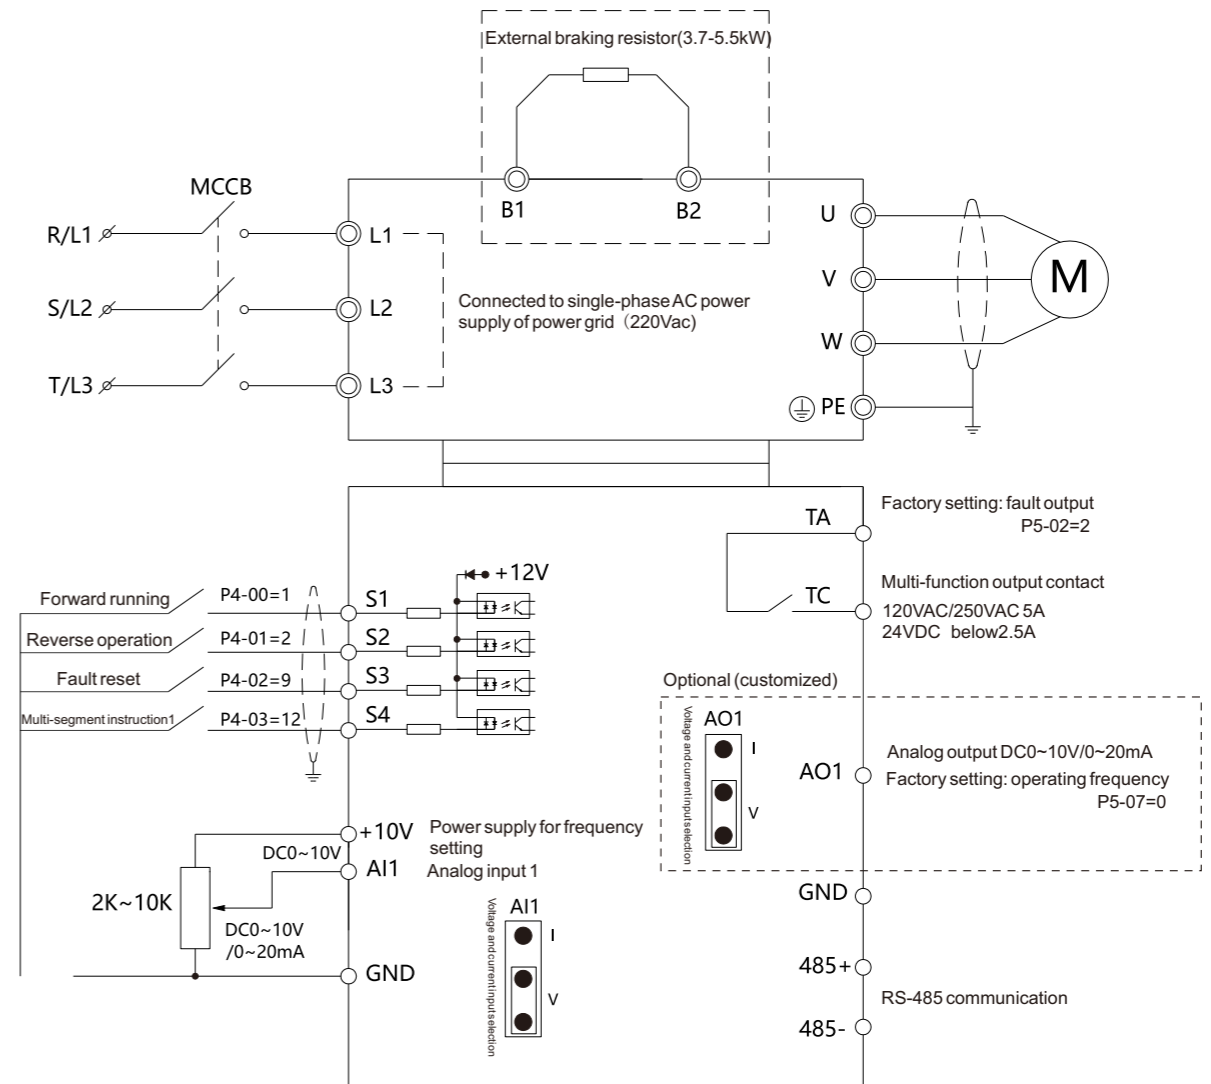 External braking resistor(3.7-5.5kW)
B1
B2
MCCB
R/L1
S/L2
T/L3
L1
L2
L3
Connected to single-phase AC power
supply of power grid（220Vac)
U
V
W
PE
M
TA
Factory setting: fault output
P5-02=2
TC
Multi-function output contact
120VAC/250VAC 5A
24VDC below2.5A
+12V
Forward running
P4-00=1
S1
Reverse operation
P4-01=2
S2
Fault reset
P4-02=9
S3
Multi-segment instruction1
P4-03=12
S4
Optional (customized)
Voltage and current input selection
AO1
I
V
AO1
Analog output DC0~10V/0~20mA
Factory setting: operating frequency
P5-07=0
+10V
Power supply for frequency
setting
DC0~10V
AI1
Analog input 1
2K~10K
DC0~10V
/0~20mA
GND
Voltage and current input selection
AI1
I
V
GND
485+
RS-485 communication
485-